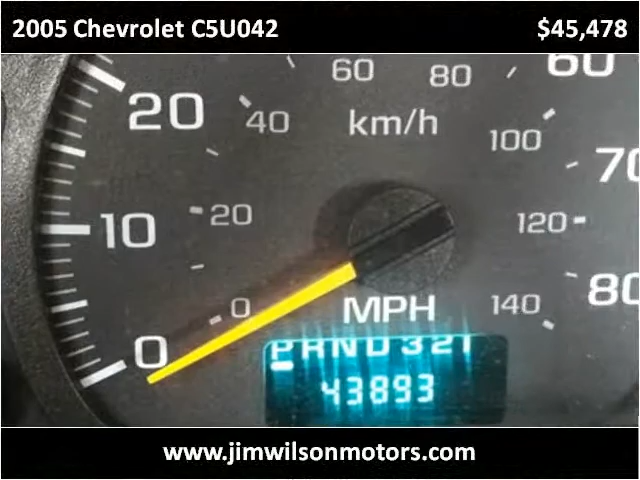 2005 Chevrolet C5U042 $45,478
60 80 60
20 40 km/h 100 70
10 20 120
0 MPH 140 80
0 PRND321
43893
www.jimwilsonmotors.com